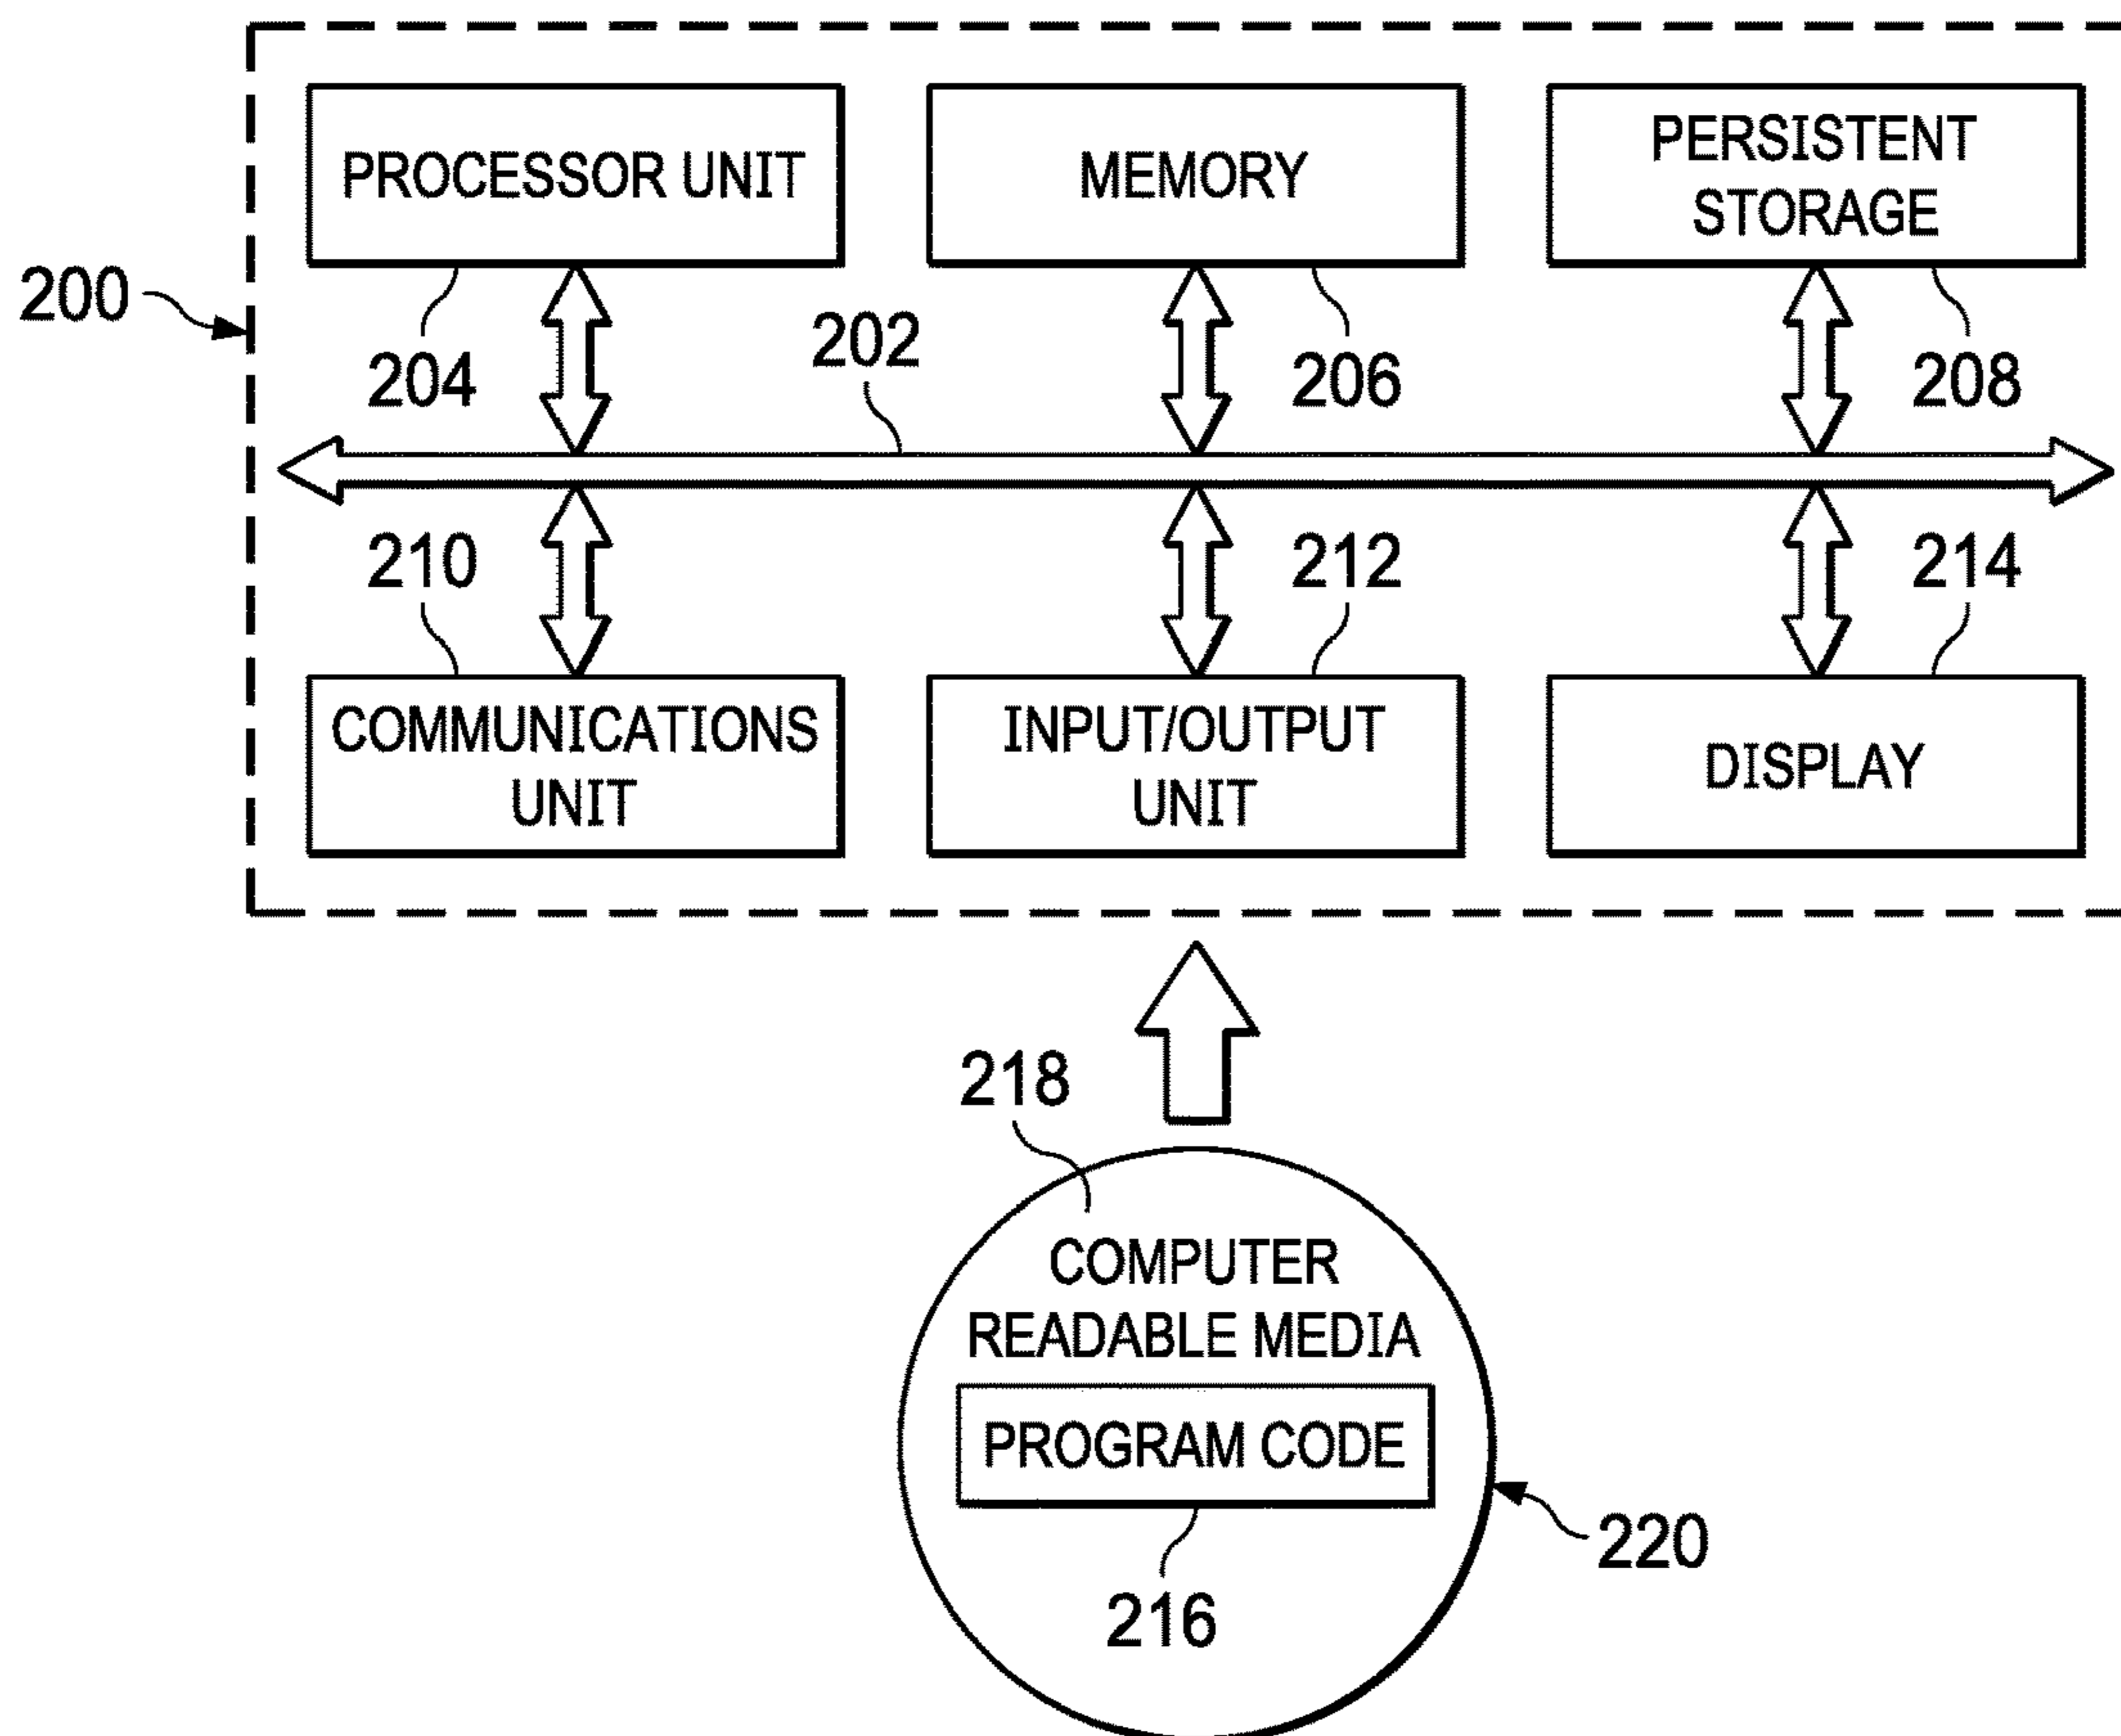 PROCESSOR UNIT
MEMORY
PERSISTENT
STORAGE
200
204
202
206
208
210
212
214
COMMUNICATIONS
UNIT
INPUT/OUTPUT
UNIT
DISPLAY
218
COMPUTER
READABLE MEDIA
PROGRAM CODE
220
216